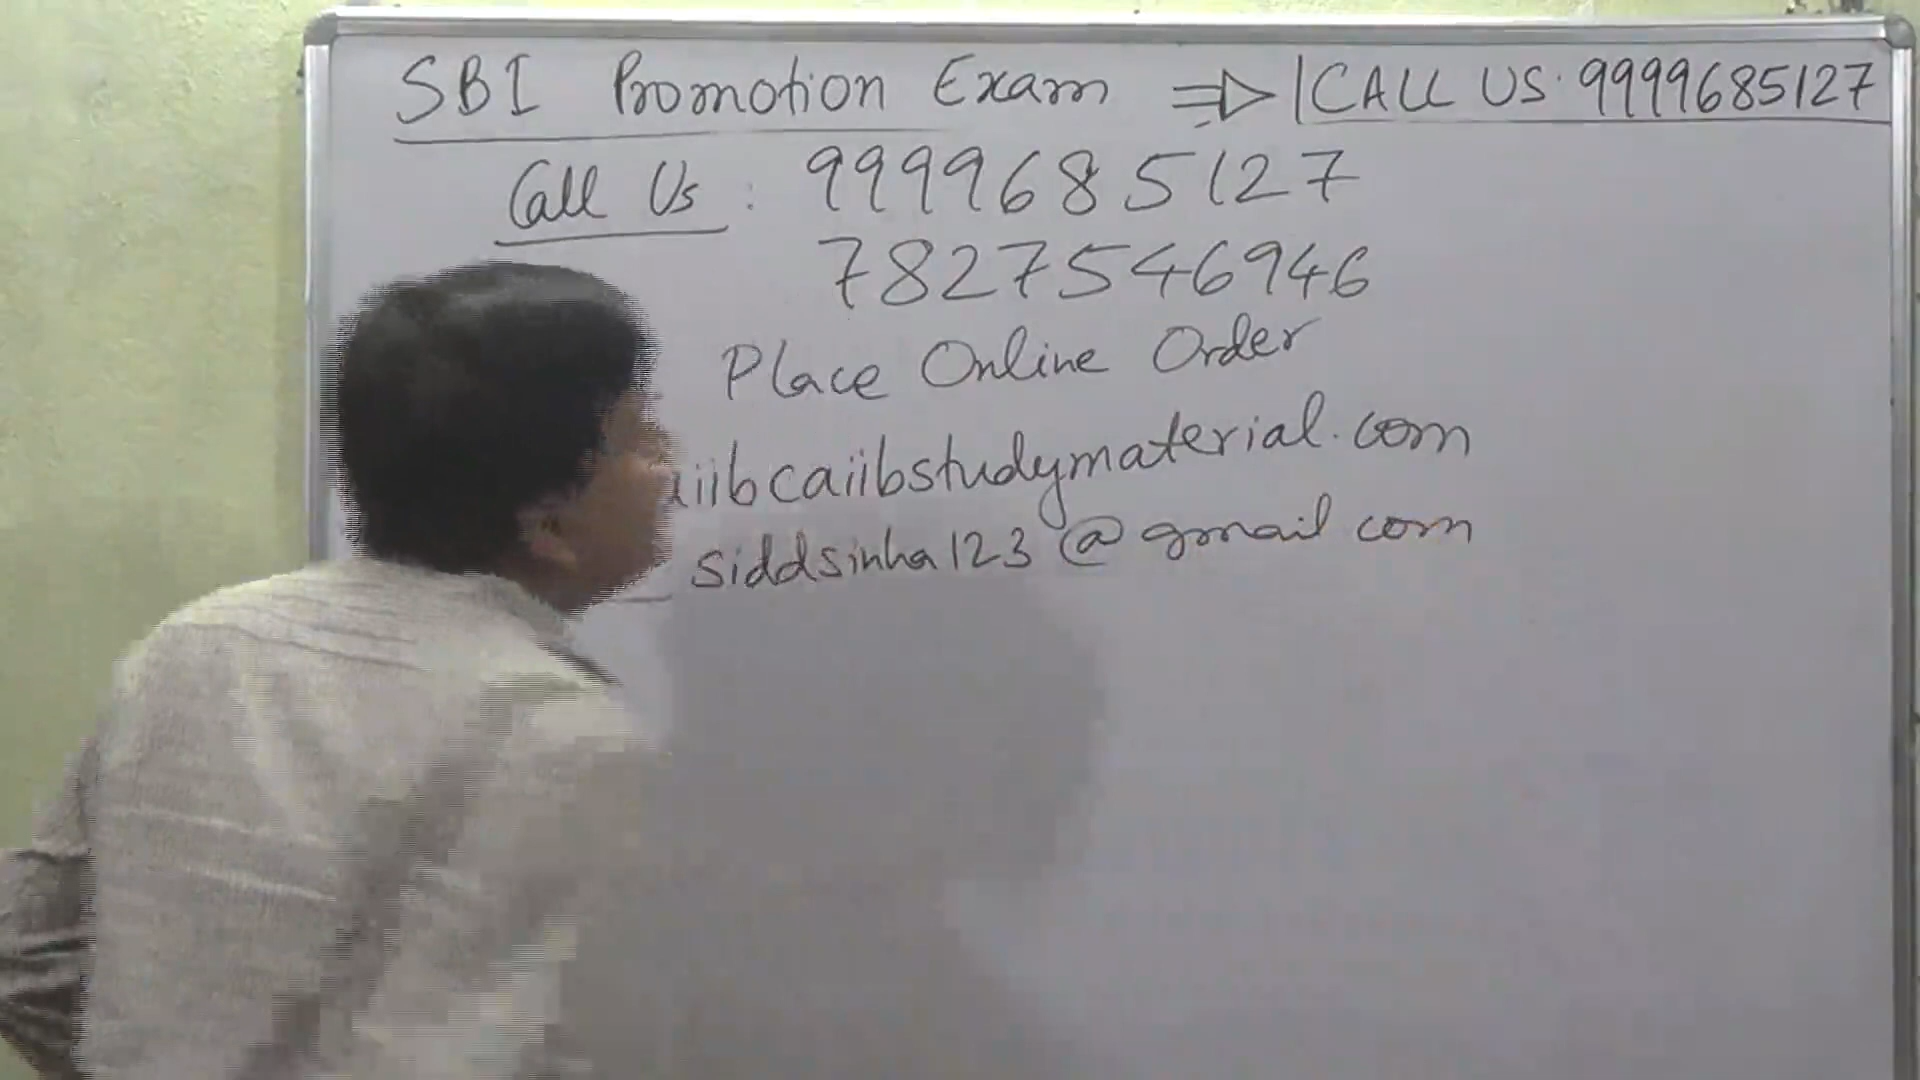 SBI Promotion Exam ⇒ CALL US: 9999685127
Call Us : 9999685127
7827546946
Place Online Order
aiibcaiibstudymaterial.com
siddsinha123@gmail com